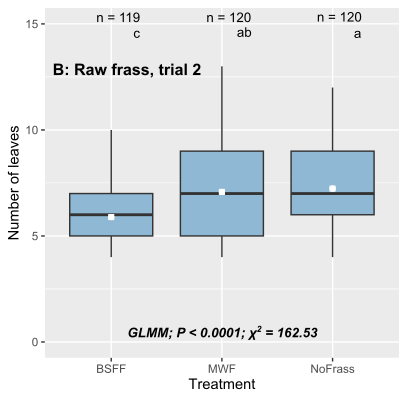 n = 119 n = 120 n = 120
c ab a
B: Raw frass, trial 2
15
10
5
0
Number of leaves
GLMM; P < 0.0001; χ² = 162.53
BSFF MWF NoFrass
Treatment